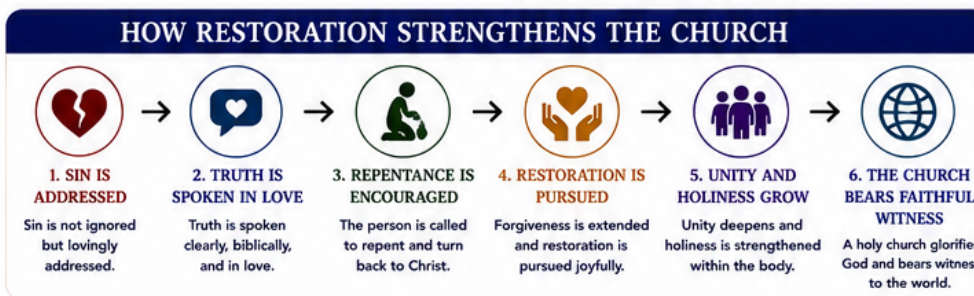 HOW RESTORATION STRENGTHENS THE CHURCH
1. SIN IS
ADDRESSED
Sin is not ignored
but lovingly
addressed.
2. TRUTH IS
SPOKEN IN LOVE
Truth is spoken
clearly, biblically,
and in love.
3. REPENTANCE IS
ENCOURAGED
The person is called
to repent and turn
back to Christ.
4. RESTORATION IS
PURSUED
Forgiveness is extended
and restoration is
pursued joyfully.
5. UNITY AND
HOLINESS GROW
Unity deepens and
holiness is strengthened
within the body.
6. THE CHURCH
BEARS FAITHFUL
WITNESS
A holy church glorifie
God and bears witnes
to the world.